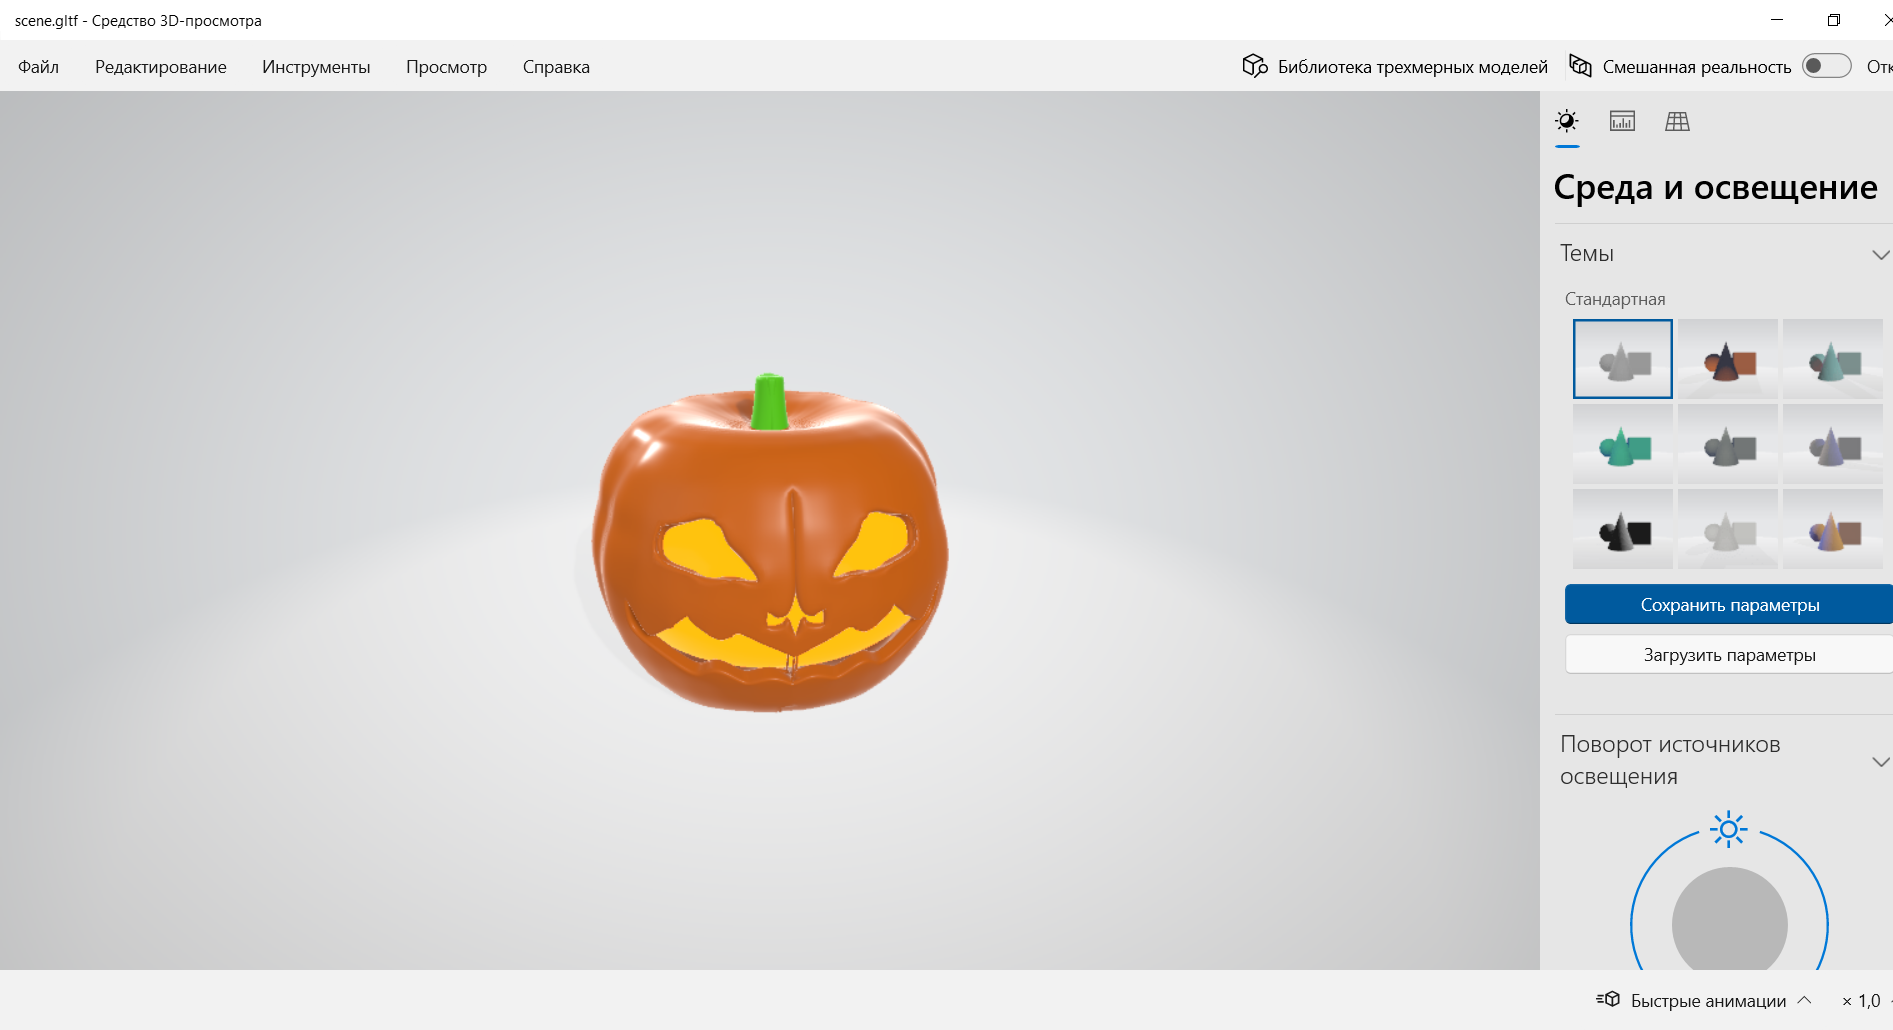 scene.gltf - Средство 3D-просмотра
Файл Редактирование Инструменты Просмотр Справка Библиотека трехмерных моделей Смешанная реальность Отк
Среда и освещение
Темы
Стандартная
Сохранить параметры
Загрузить параметры
Поворот источников
освещения
Быстрые анимации × 1,0